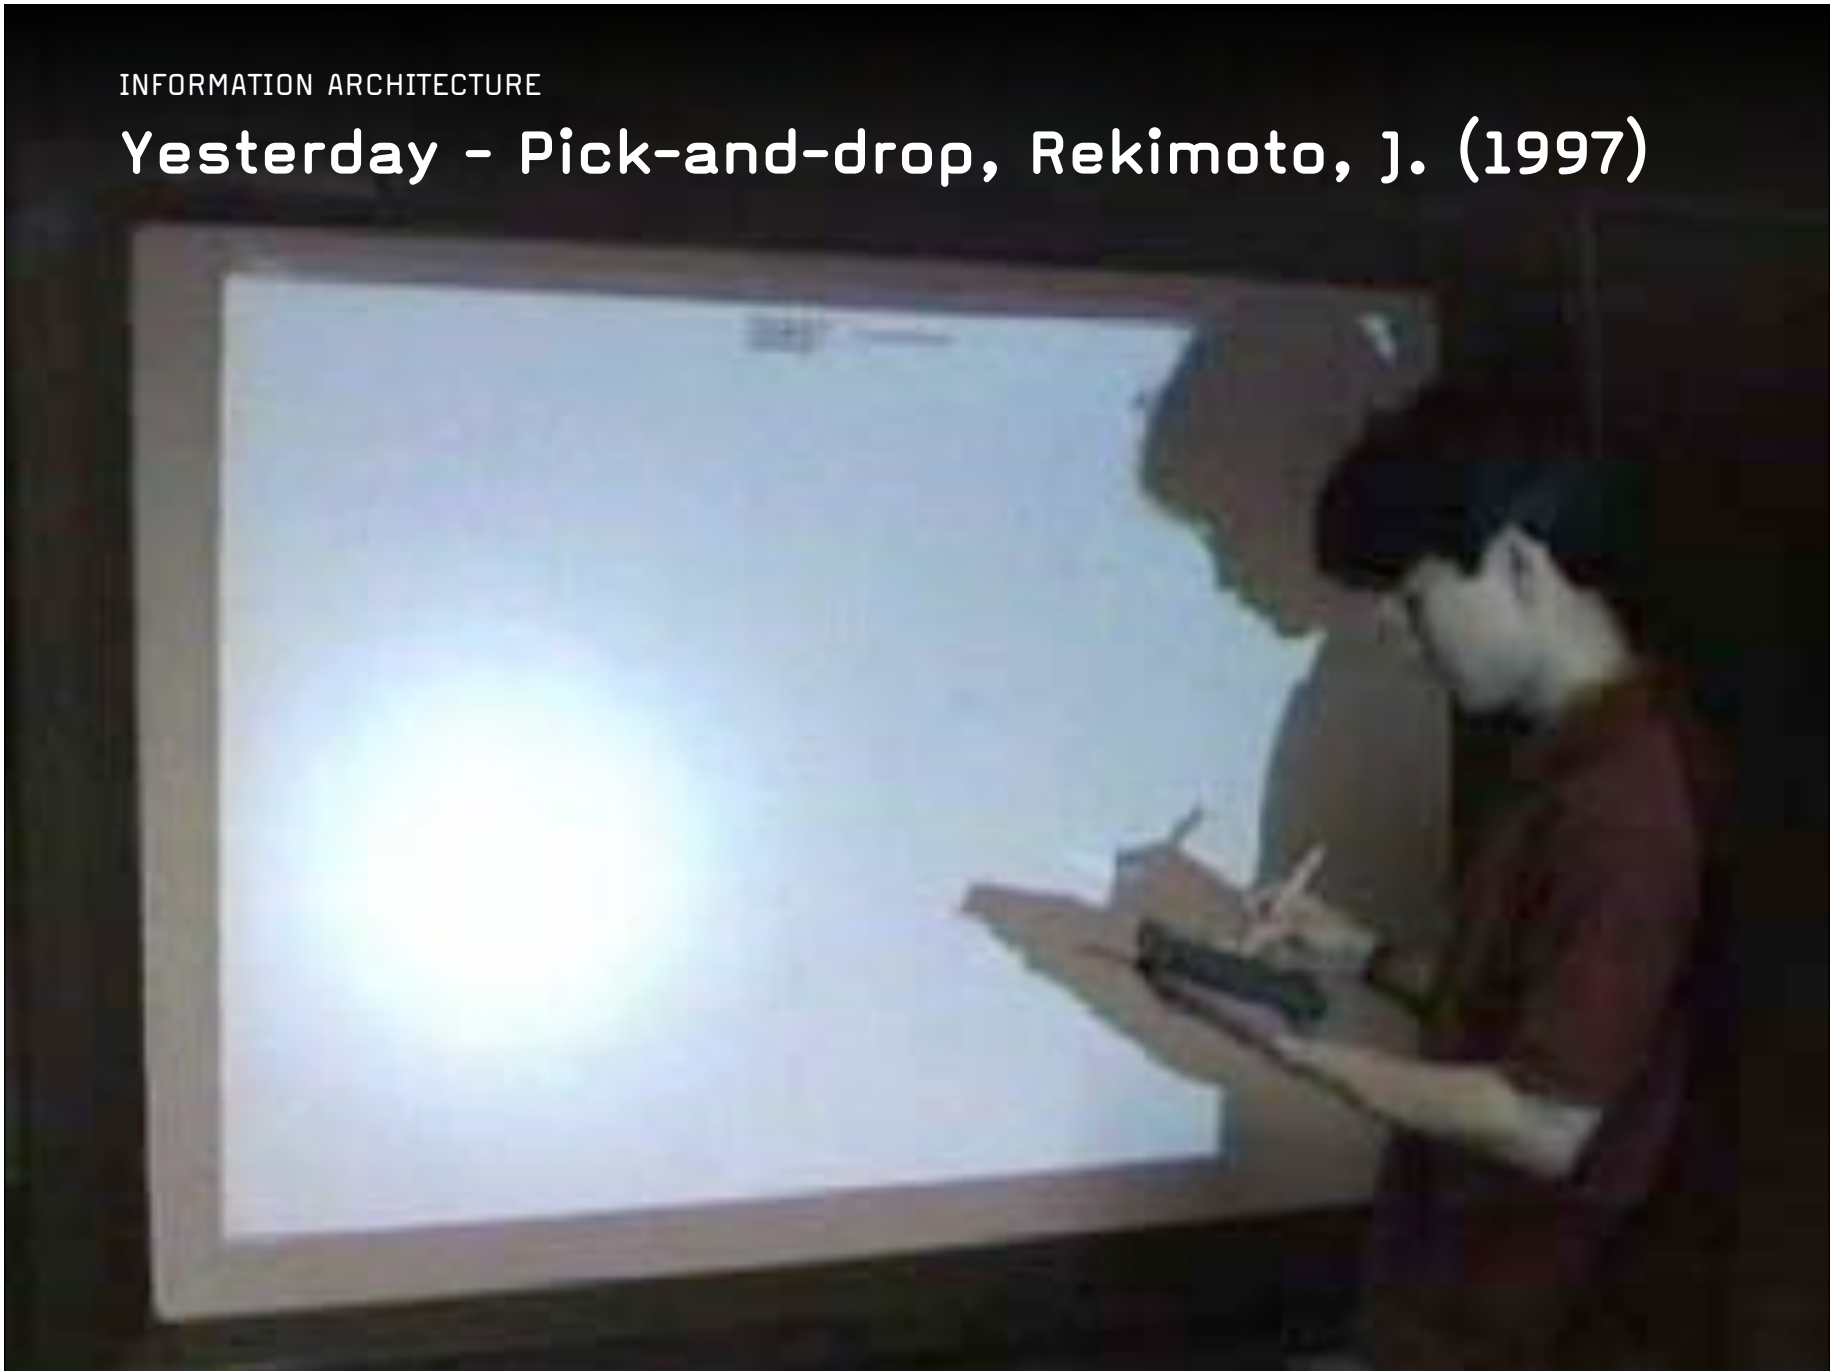 INFORMATION ARCHITECTURE
Yesterday - Pick-and-drop, Rekimoto, J. (1997)